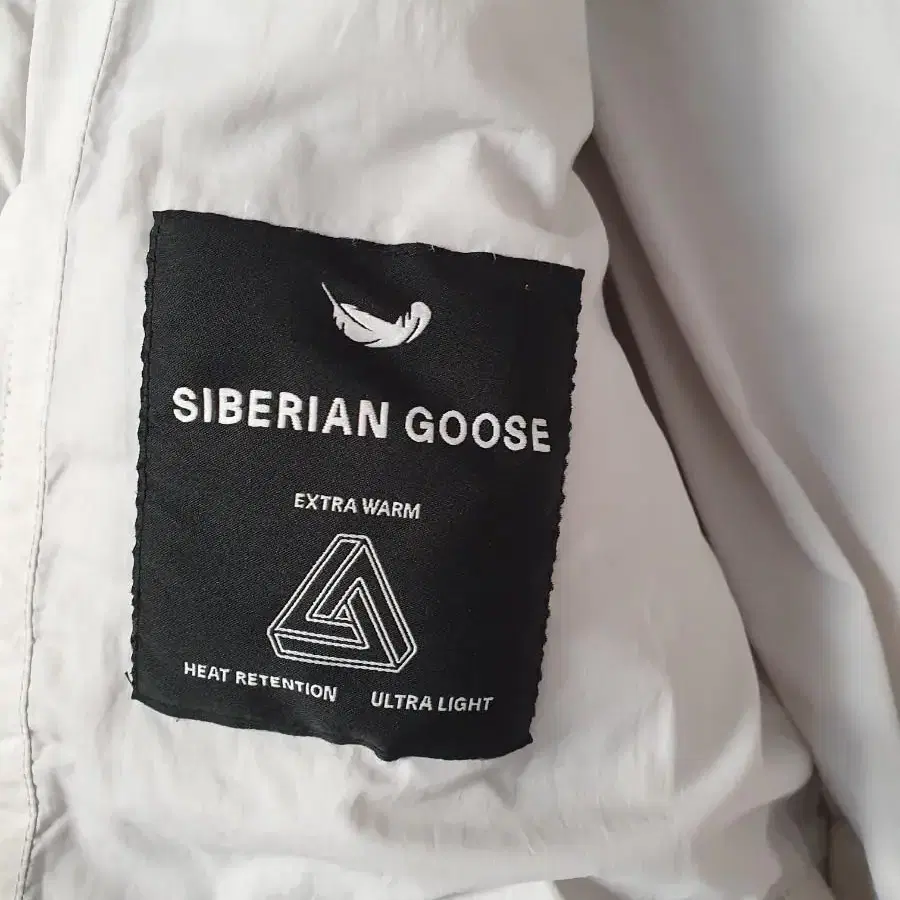 SIBERIAN GOOSE
EXTRA WARM
HEAT RETENTION
ULTRA LIGHT